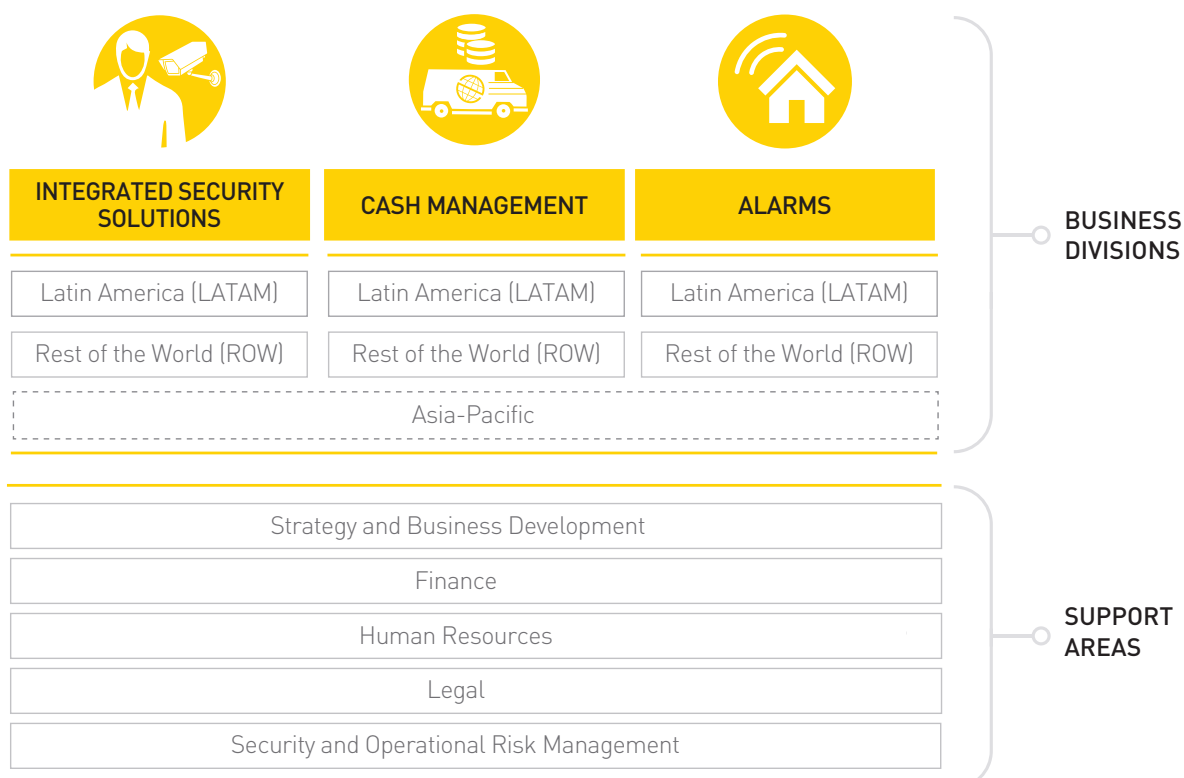 INTEGRATED SECURITY
SOLUTIONS
CASH MANAGEMENT
ALARMS
Latin America (LATAM)
Latin America (LATAM)
Latin America (LATAM)
Rest of the World (ROW)
Rest of the World (ROW)
Rest of the World (ROW)
Asia-Pacific
BUSINESS
DIVISIONS
Strategy and Business Development
Finance
Human Resources
Legal
Security and Operational Risk Management
SUPPORT
AREAS